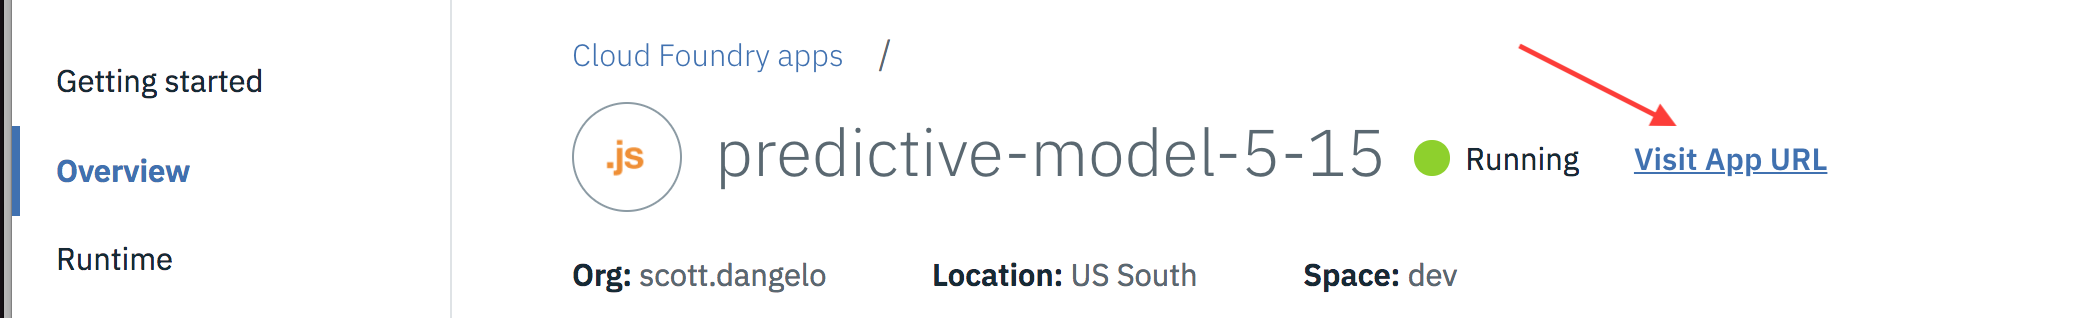 Getting started
Overview
Runtime
Cloud Foundry apps /
.js predictive-model-5-15 Running Visit App URL
Org: scott.dangelo Location: US South Space: dev